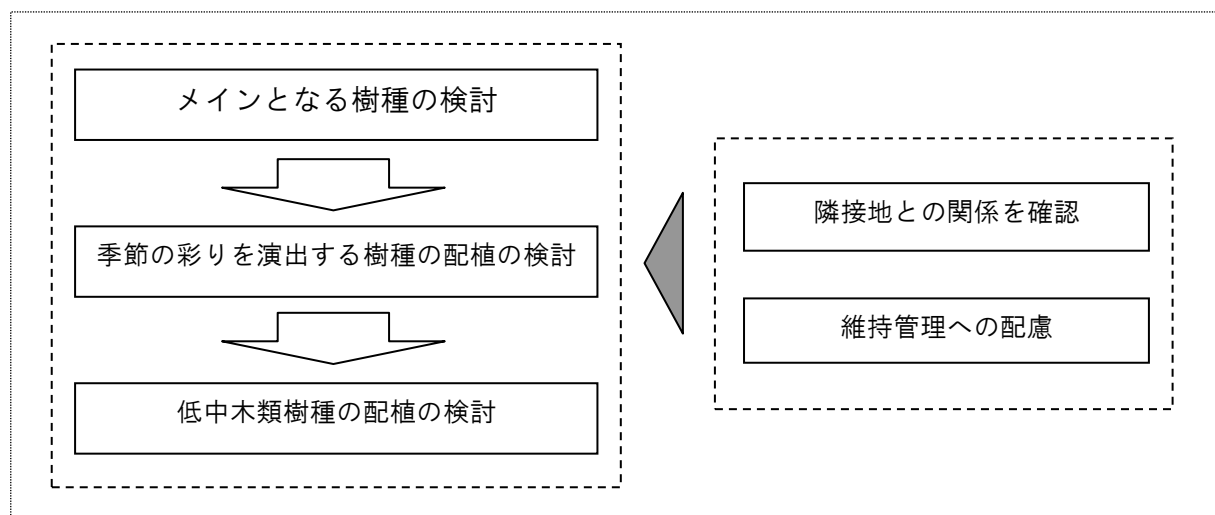 メインとなる樹種の検討
季節の彩りを演出する樹種の配植の検討
低中木類樹種の配植の検討
隣接地との関係を確認
維持管理への配慮